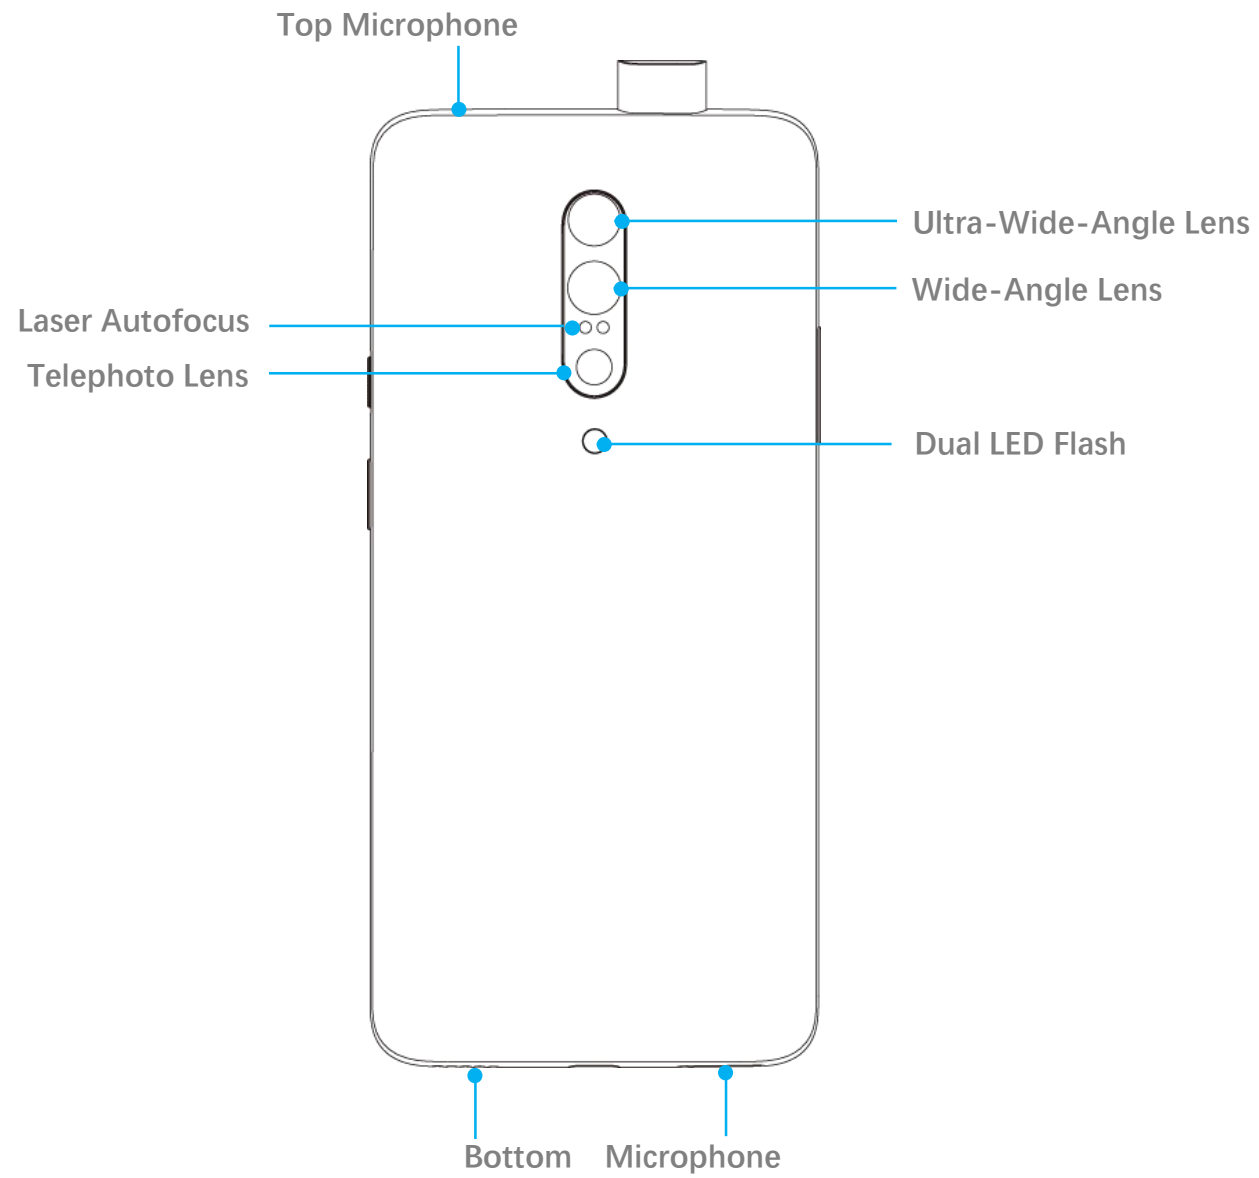 Top Microphone
Ultra-Wide-Angle Lens
Wide-Angle Lens
Laser Autofocus
Telephoto Lens
Dual LED Flash
Bottom Microphone